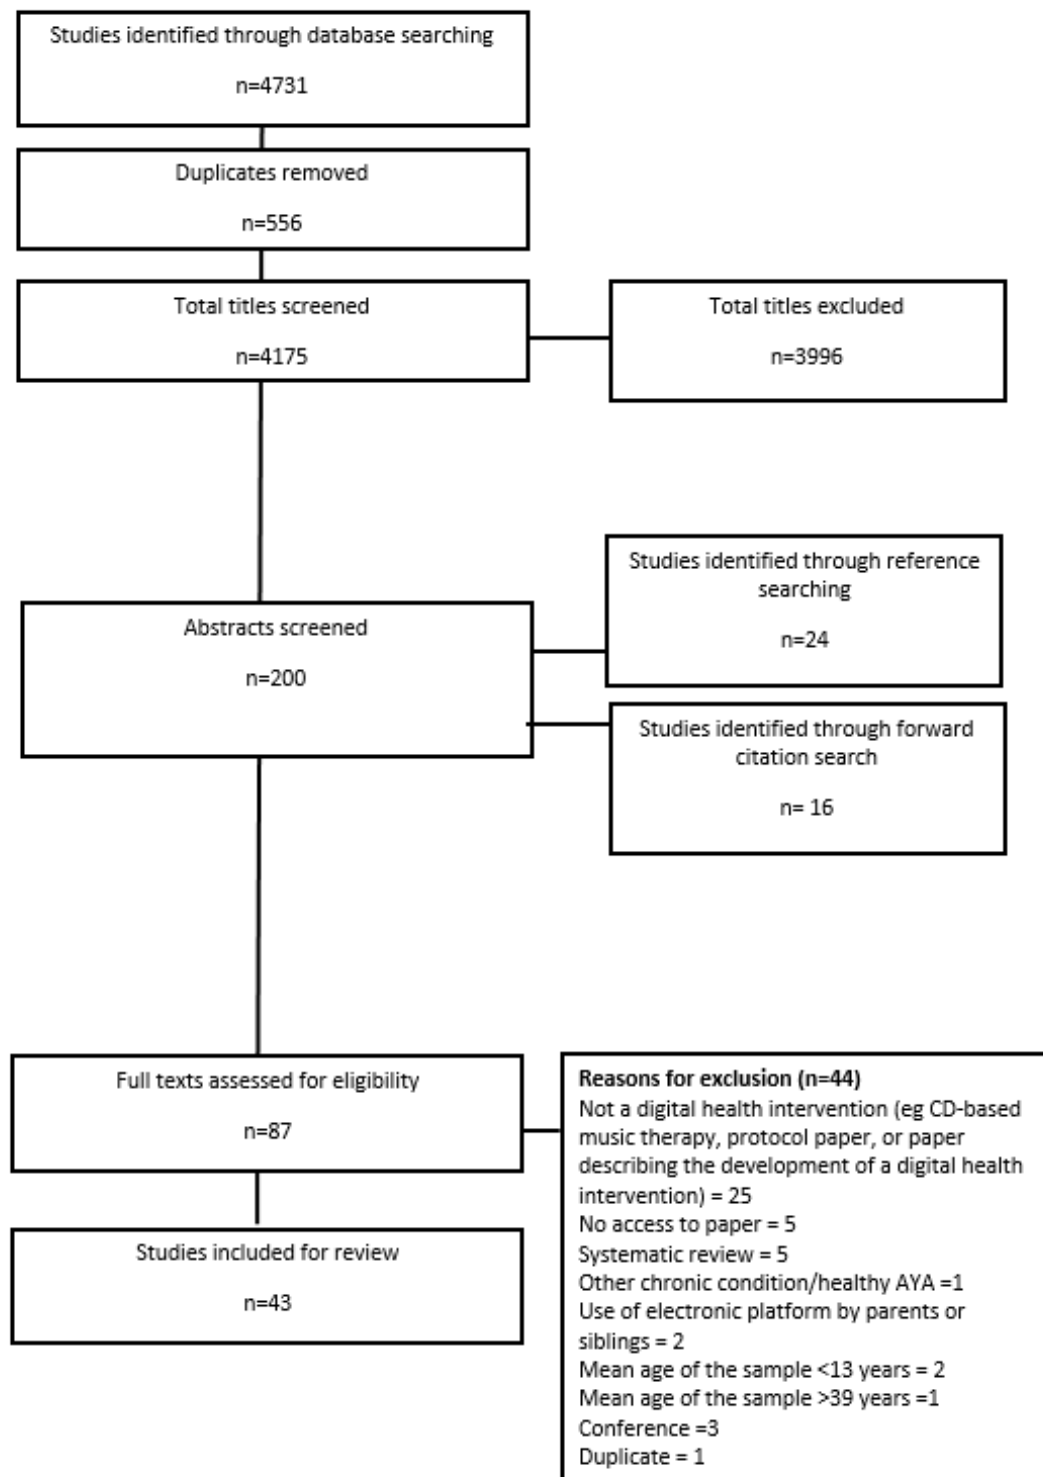 Studies identified through database searching
n=4731
Duplicates removed
n=556
Total titles screened
n=4175
Total titles excluded
n=3996
Studies identified through reference
searching
n=24
Abstracts screened
n=200
Studies identified through forward
citation search
n= 16
Full texts assessed for eligibility
n=87
Reasons for exclusion (n=44)
Not a digital health intervention (eg CD-based
music therapy, protocol paper, or paper
describing the development of a digital health
intervention) = 25
No access to paper = 5
Systematic review = 5
Other chronic condition/healthy AYA =1
Use of electronic platform by parents or
siblings = 2
Mean age of the sample <13 years = 2
Mean age of the sample >39 years =1
Conference =3
Duplicate = 1
Studies included for review
n=43